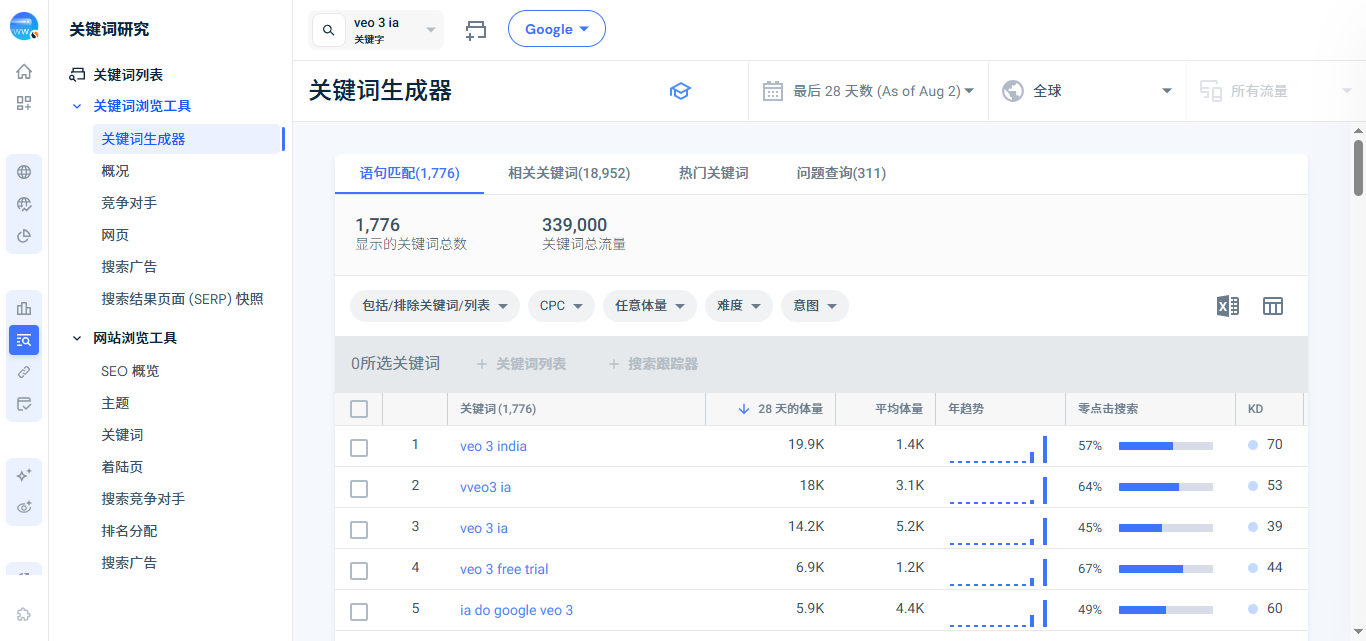 关键词研究
关键词列表
关键词浏览工具
关键词生成器
概况
竞争对手
网页
搜索广告
搜索结果页面 (SERP) 快照
网站浏览工具
SEO 概览
主题
关键词
着陆页
搜索竞争对手
排名分配
搜索广告
veo 3 ia
关键字
Google
关键词生成器
最后 28 天数 (As of Aug 2)
全球
所有流量
语句匹配(1,776) 相关关键词(18,952) 热门关键词 问题查询(311)
1,776 339,000
显示的关键词总数 关键词总流量
包括/排除关键词/列表 CPC 任意体量 难度 意图
0所选关键词 + 关键词列表 + 搜索跟踪器
关键词 (1,776) 28 天的体量 平均体量 年趋势 零点击搜索 KD
1 veo 3 india 19.9K 1.4K 57% 70
2 vveo3 ia 18K 3.1K 64% 53
3 veo 3 ia 14.2K 5.2K 45% 39
4 veo 3 free trial 6.9K 1.2K 67% 44
5 ia do google veo 3 5.9K 4.4K 49% 60